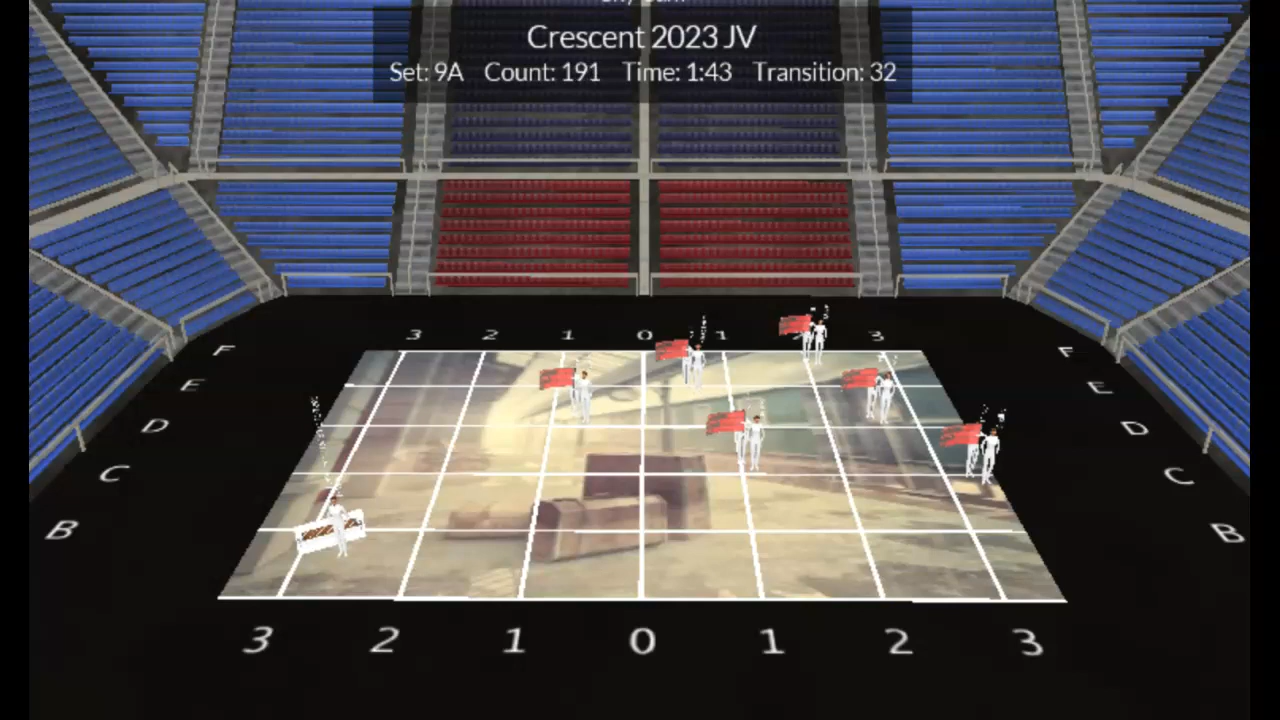 Crescent 2023 JV
Set: 9A Count: 191 Time: 1:43 Transition: 32
3 2 1 0 1 3
F F
E E
D D
C C
B B
3 2 1 0 1 2 3